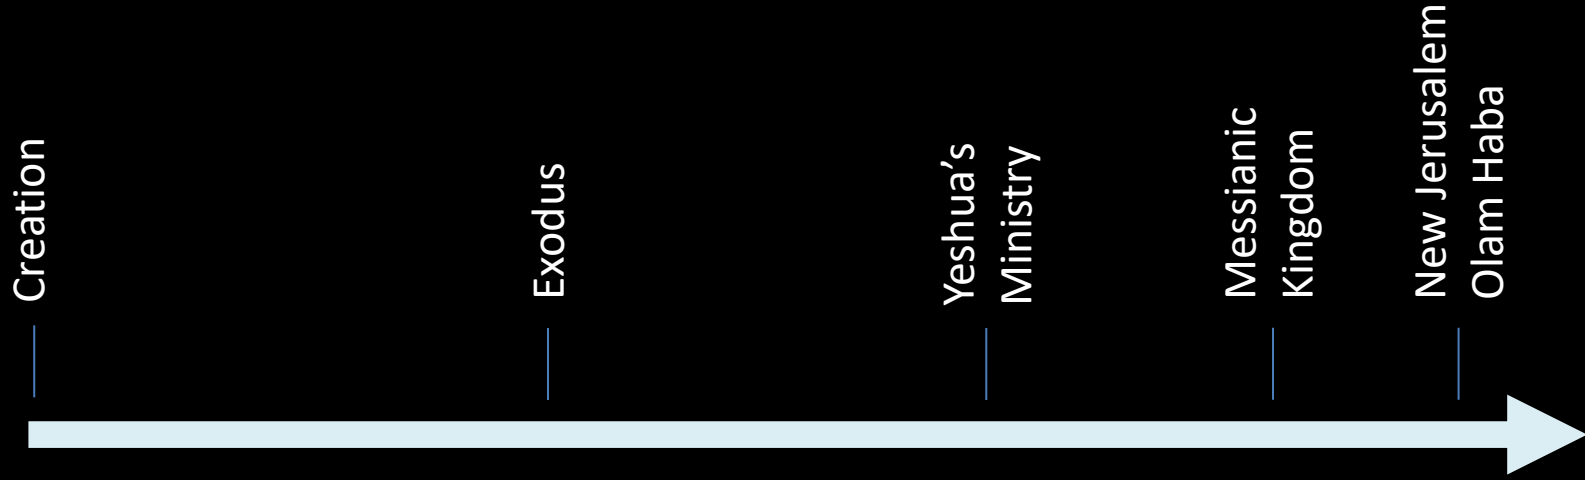 Creation
Exodus
Yeshua’s
Ministry
Messianic
Kingdom
New Jerusalem
Olam Haba